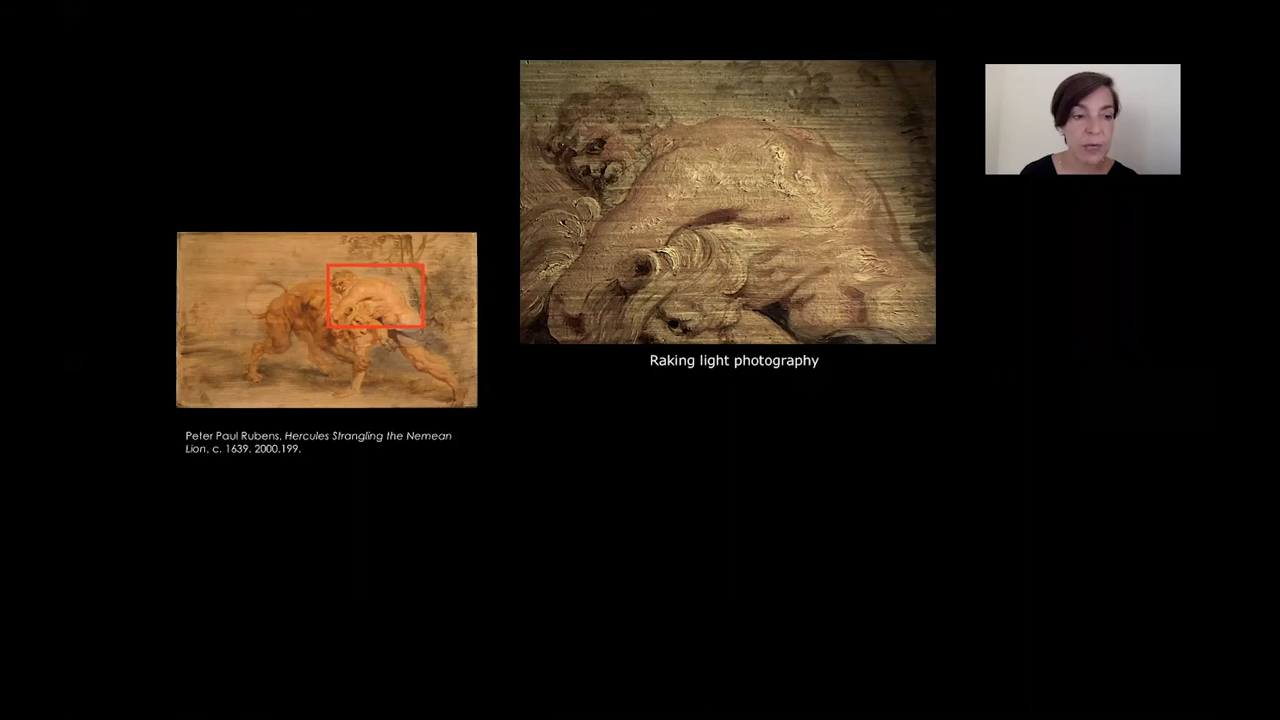 Raking light photography
Peter Paul Rubens, Hercules Strangling the Nemean
Lion, c. 1639. 2000.199.